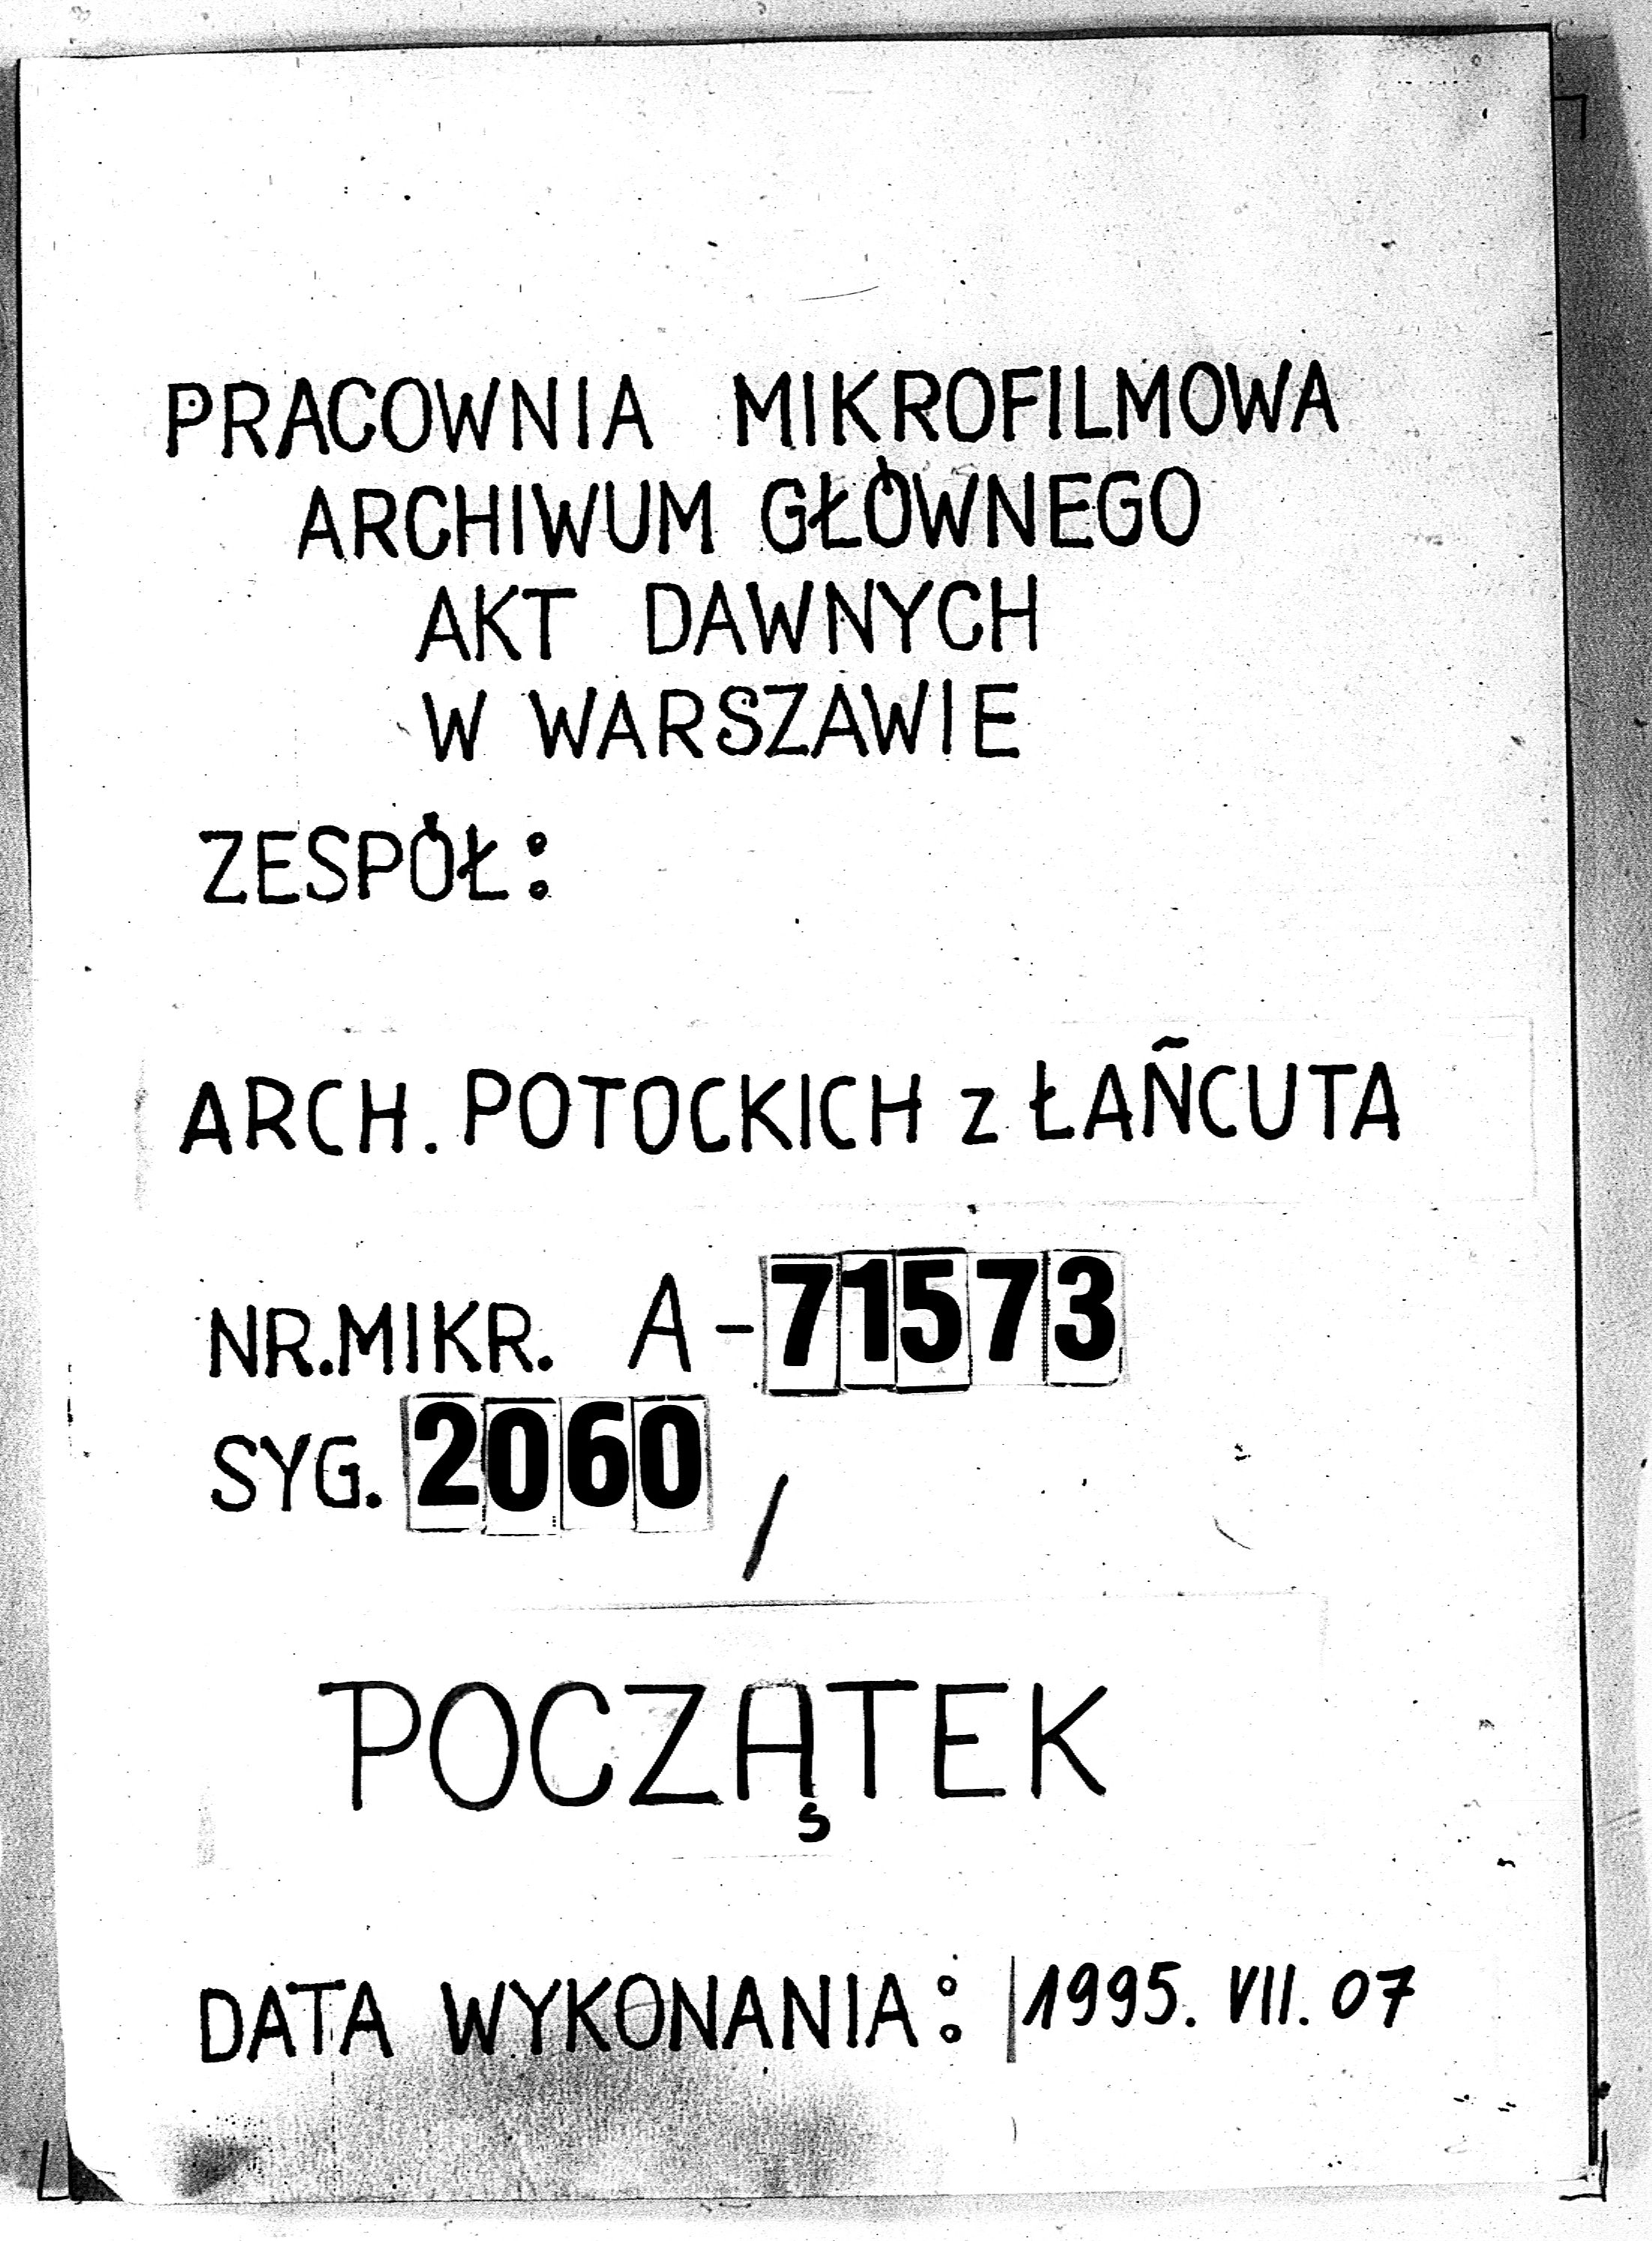 PRACOWNIA MIKROFILMOWA
ARCHIWUM GŁÓWNEGO
AKT DAWNYCH
W WARSZAWIE
ZESPÓŁ:
ARCH. POTOCKICH z ŁAŃCUTA
NR.MIKR. A-71573
SYG. 2060 /
POCZĄTEK
DATA WYKONANIA: 1995. VII. 07